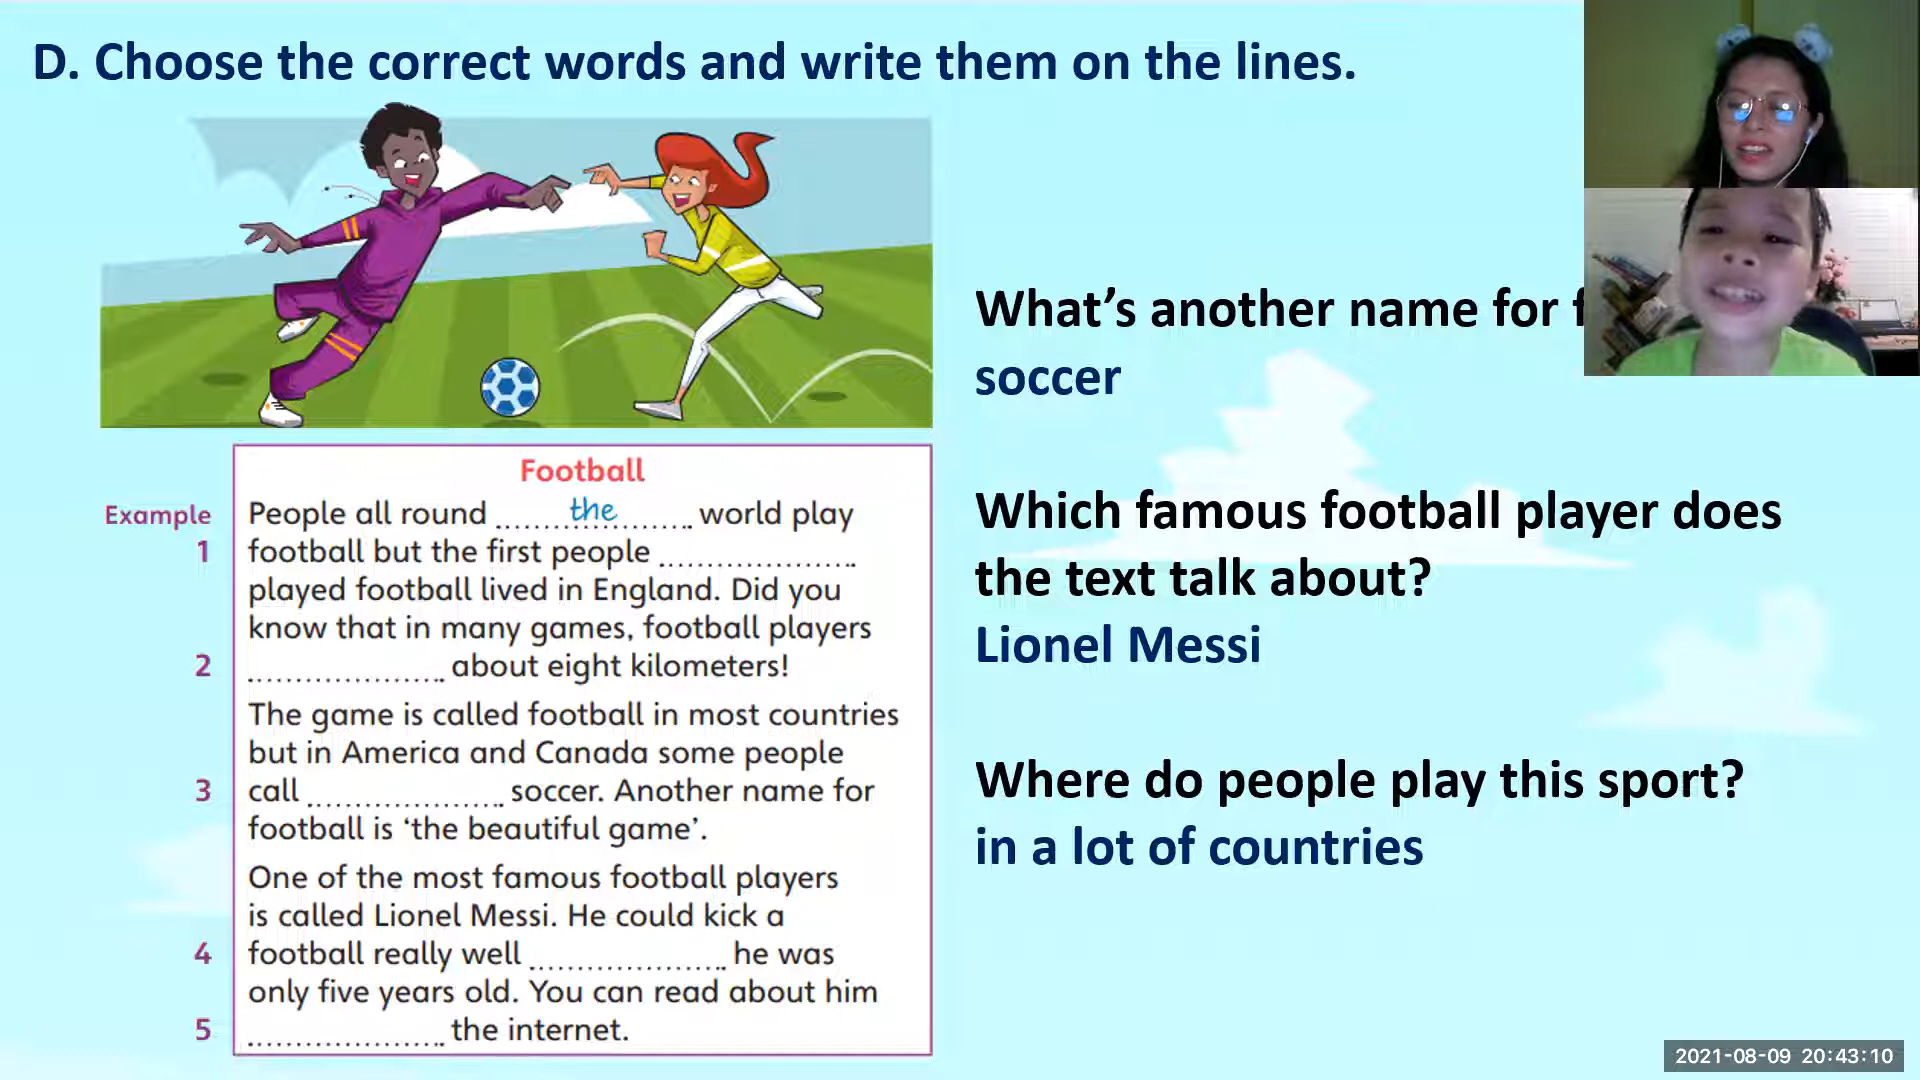 D. Choose the correct words and write them on the lines.
Football
Example People all round the world play
1 football but the first people ....................
played football lived in England. Did you
know that in many games, football players
2 .................... about eight kilometers!
The game is called football in most countries
but in America and Canada some people
3 call .................... soccer. Another name for
football is ‘the beautiful game’.
One of the most famous football players
is called Lionel Messi. He could kick a
4 football really well .................... he was
only five years old. You can read about him
5 .................... the internet.
What’s another name for
soccer
Which famous football player does
the text talk about?
Lionel Messi
Where do people play this sport?
in a lot of countries
2021-08-09 20:43:10